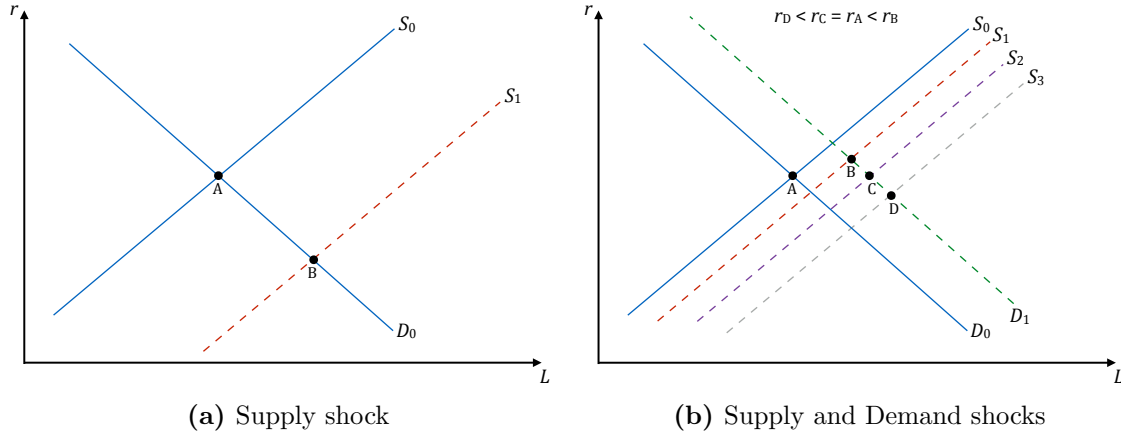 r
S0
S1
A
B
D0
L
(a) Supply shock
r
rD < rC = rA < rB
S0
S1
S2
S3
B
A
C
D
D1
D0
L
(b) Supply and Demand shocks